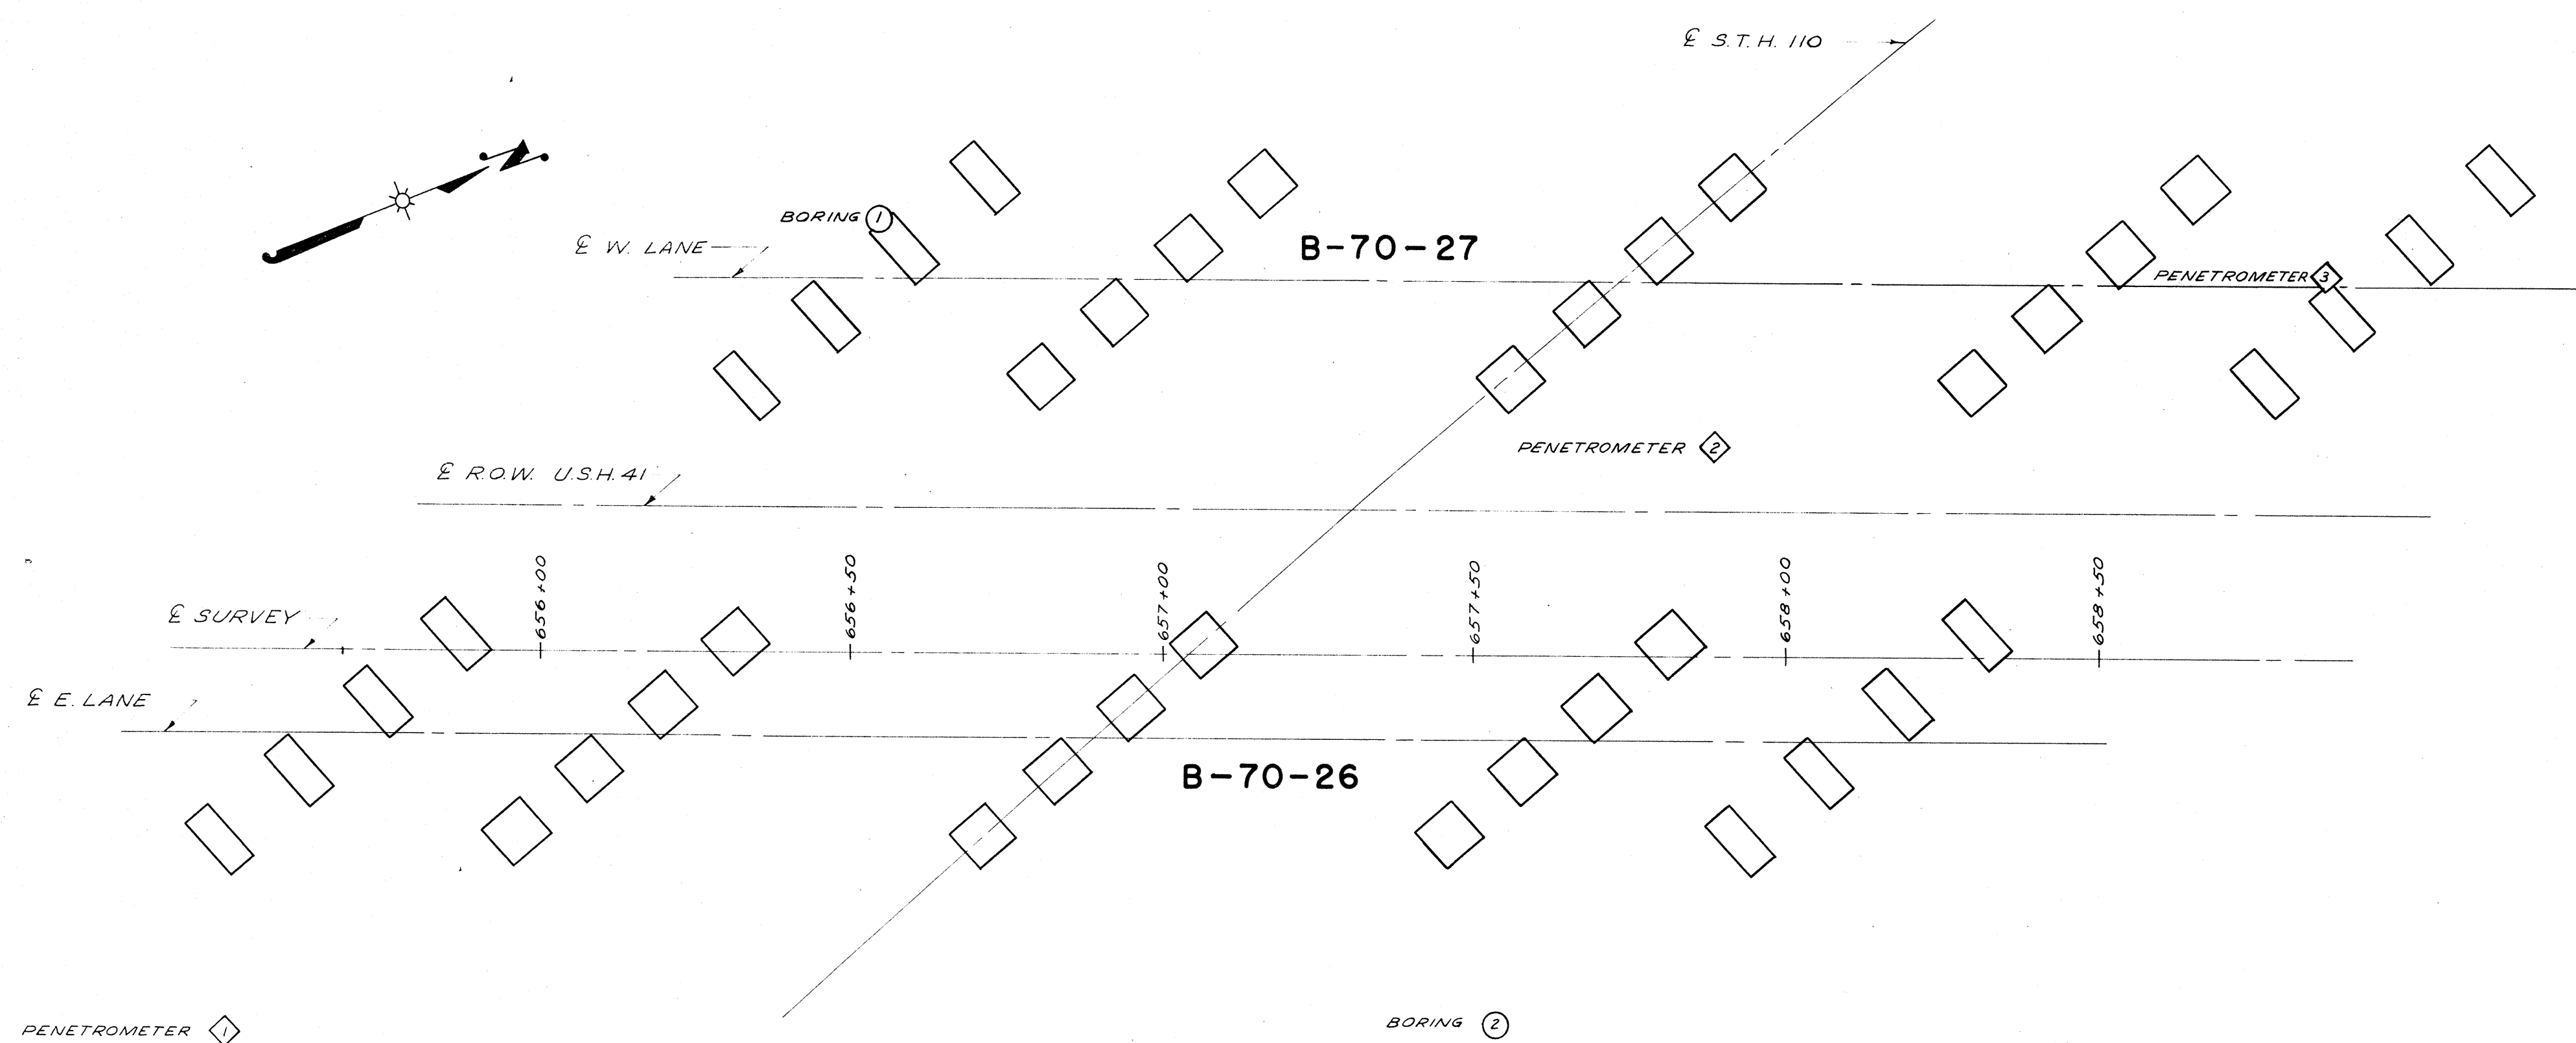 ℄ S.T.H. 110
N
BORING 1
℄ W. LANE
B-70-27
PENETROMETER 3
PENETROMETER 2
℄ R.O.W. U.S.H. 41
656+00
656+50
657+00
657+50
658+00
658+50
℄ SURVEY
℄ E. LANE
B-70-26
PENETROMETER 1
BORING 2